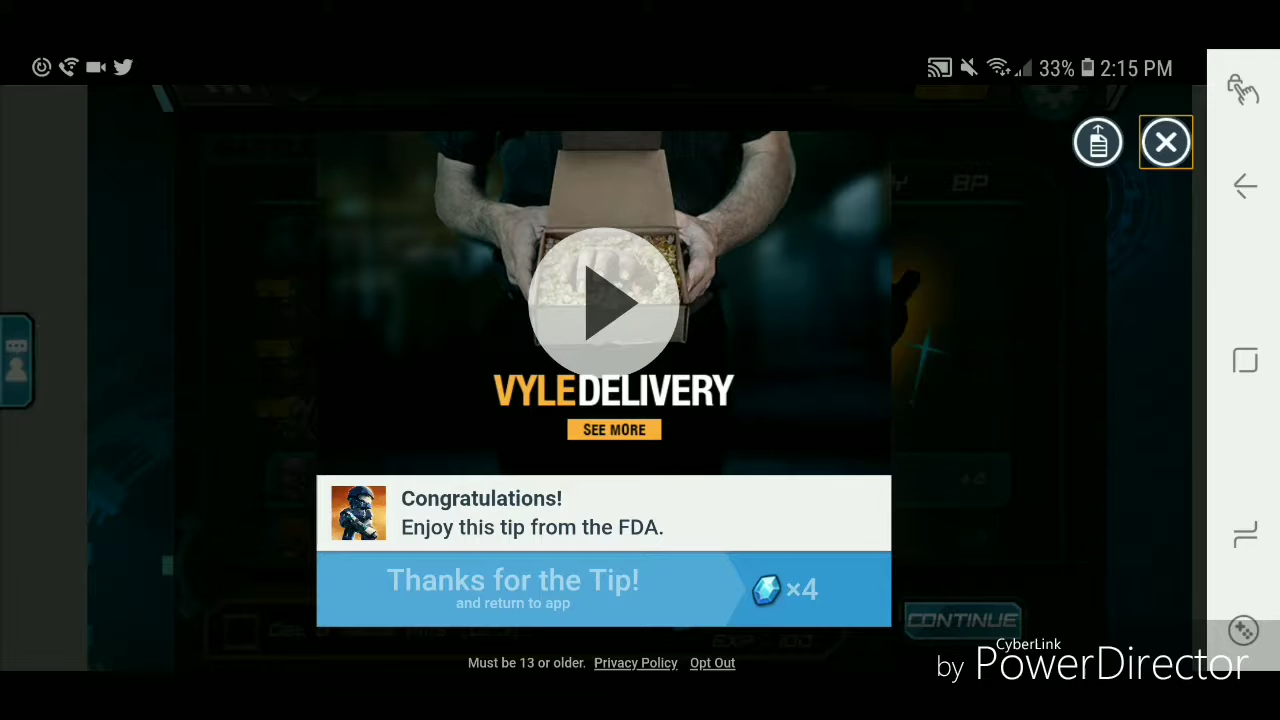 33% 2:15 PM
BP
VYLEDELIVERY
SEE MORE
Congratulations!
Enjoy this tip from the FDA.
Thanks for the Tip!
and return to app
×4
CONTINUE
Must be 13 or older. Privacy Policy Opt Out
CyberLink
by PowerDirector